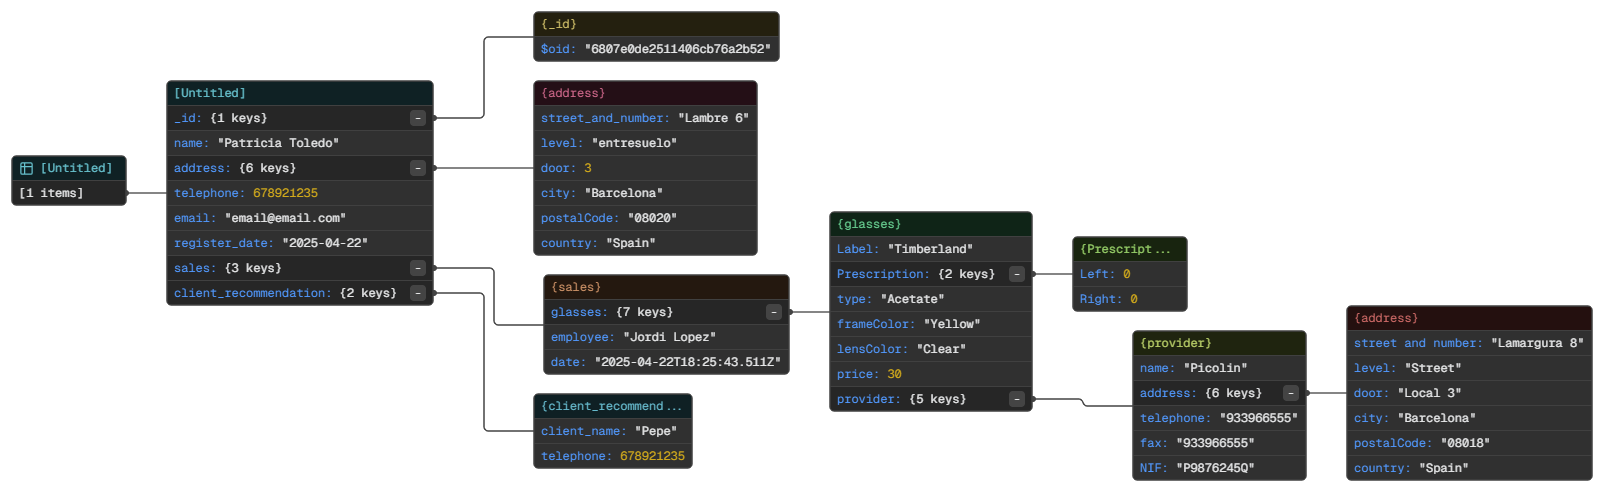 [Untitled]
[1 items]
[Untitled]
_id: {1 keys} -
name: "Patricia Toledo"
address: {6 keys} -
telephone: 678921235
email: "email@email.com"
register_date: "2025-04-22"
sales: {3 keys} -
client_recommendation: {2 keys} -
{_id}
$oid: "6807e0de2511406cb76a2b52"
{address}
street_and_number: "Lambre 6"
level: "entresuelo"
door: 3
city: "Barcelona"
postalCode: "08020"
country: "Spain"
{sales}
glasses: {7 keys} -
employee: "Jordi Lopez"
date: "2025-04-22T18:25:43.511Z"
{client_recommend...
client_name: "Pepe"
telephone: 678921235
{glasses}
Label: "Timberland"
Prescription: {2 keys} -
type: "Acetate"
frameColor: "Yellow"
lensColor: "Clear"
price: 30
provider: {5 keys} -
{Prescript...
Left: 0
Right: 0
{provider}
name: "Picolin"
address: {6 keys} -
telephone: "933966555"
fax: "933966555"
NIF: "P9876245Q"
{address}
street and number: "Lamargura 8"
level: "Street"
door: "Local 3"
city: "Barcelona"
postalCode: "08018"
country: "Spain"